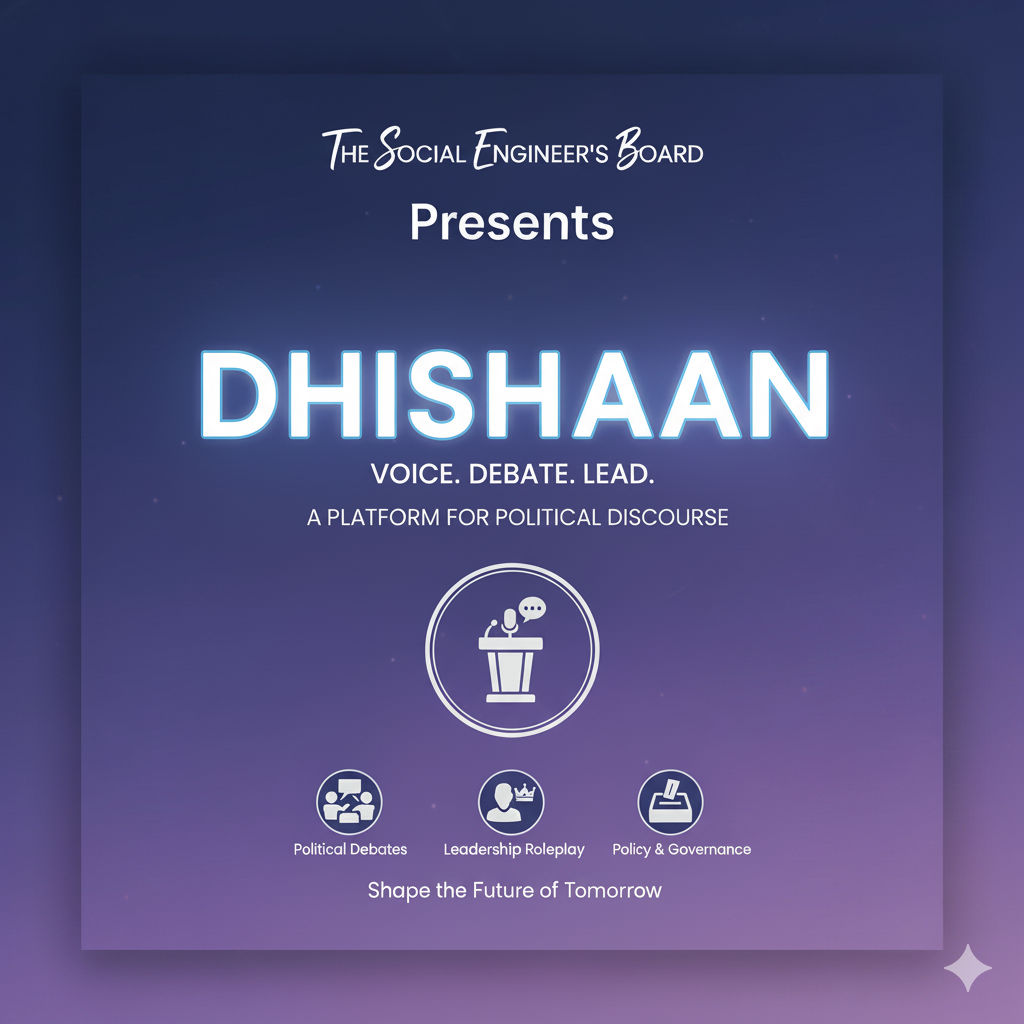 THE SOCIAL ENGINEER'S BOARD
Presents
DHISHAAN
VOICE. DEBATE. LEAD.
A PLATFORM FOR POLITICAL DISCOURSE
Political Debates
Leadership Roleplay
Policy & Governance
Shape the Future of Tomorrow